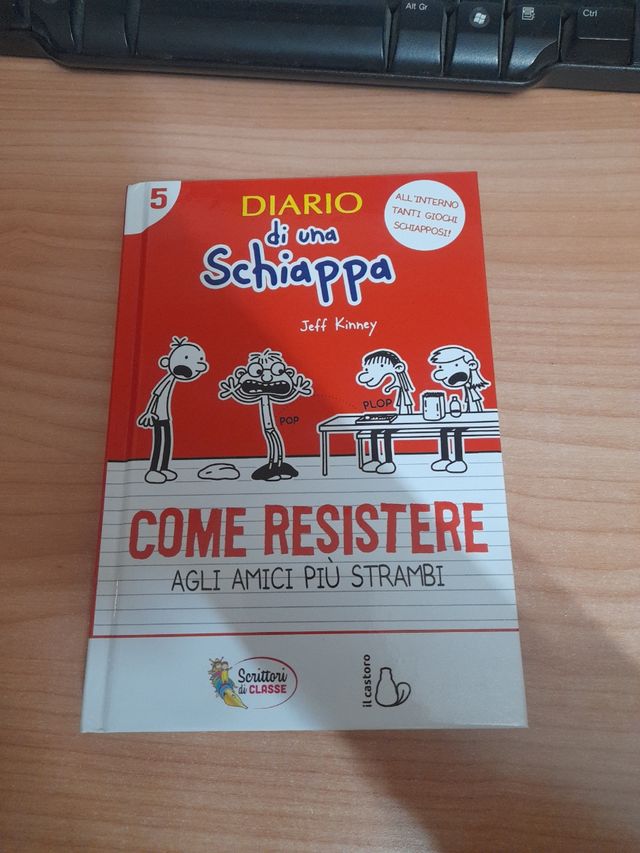 Alt Gr
Ctrl
5
DIARIO
di una
Schiappa
ALL'INTERNO
TANTI GIOCHI
SCHIAPPOSI!
Jeff Kinney
POP
PLOP
COME RESISTERE
AGLI AMICI PIÙ STRAMBI
Scrittori
di CLASSE
il castoro